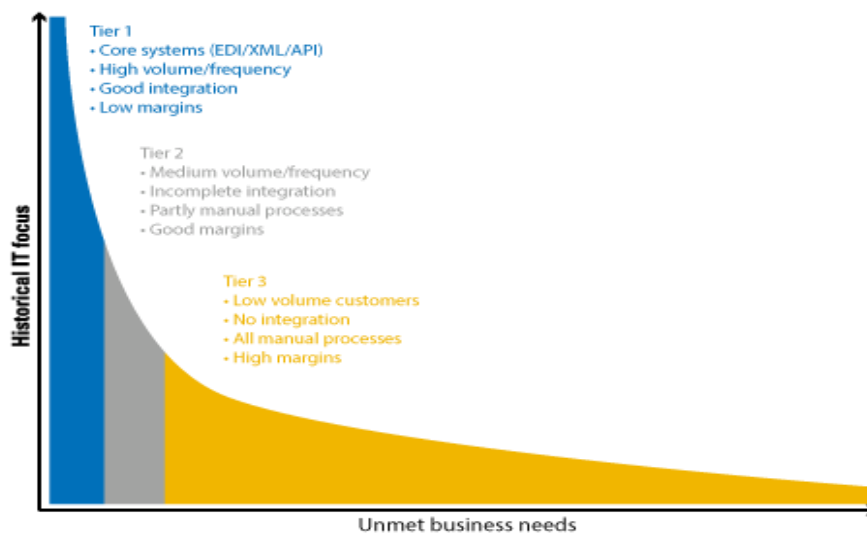 Tier 1
• Core systems (EDI/XML/API)
• High volume/frequency
• Good integration
• Low margins
Tier 2
• Medium volume/frequency
• Incomplete integration
• Partly manual processes
• Good margins
Tier 3
• Low volume customers
• No integration
• All manual processes
• High margins
Historical IT focus
Unmet business needs